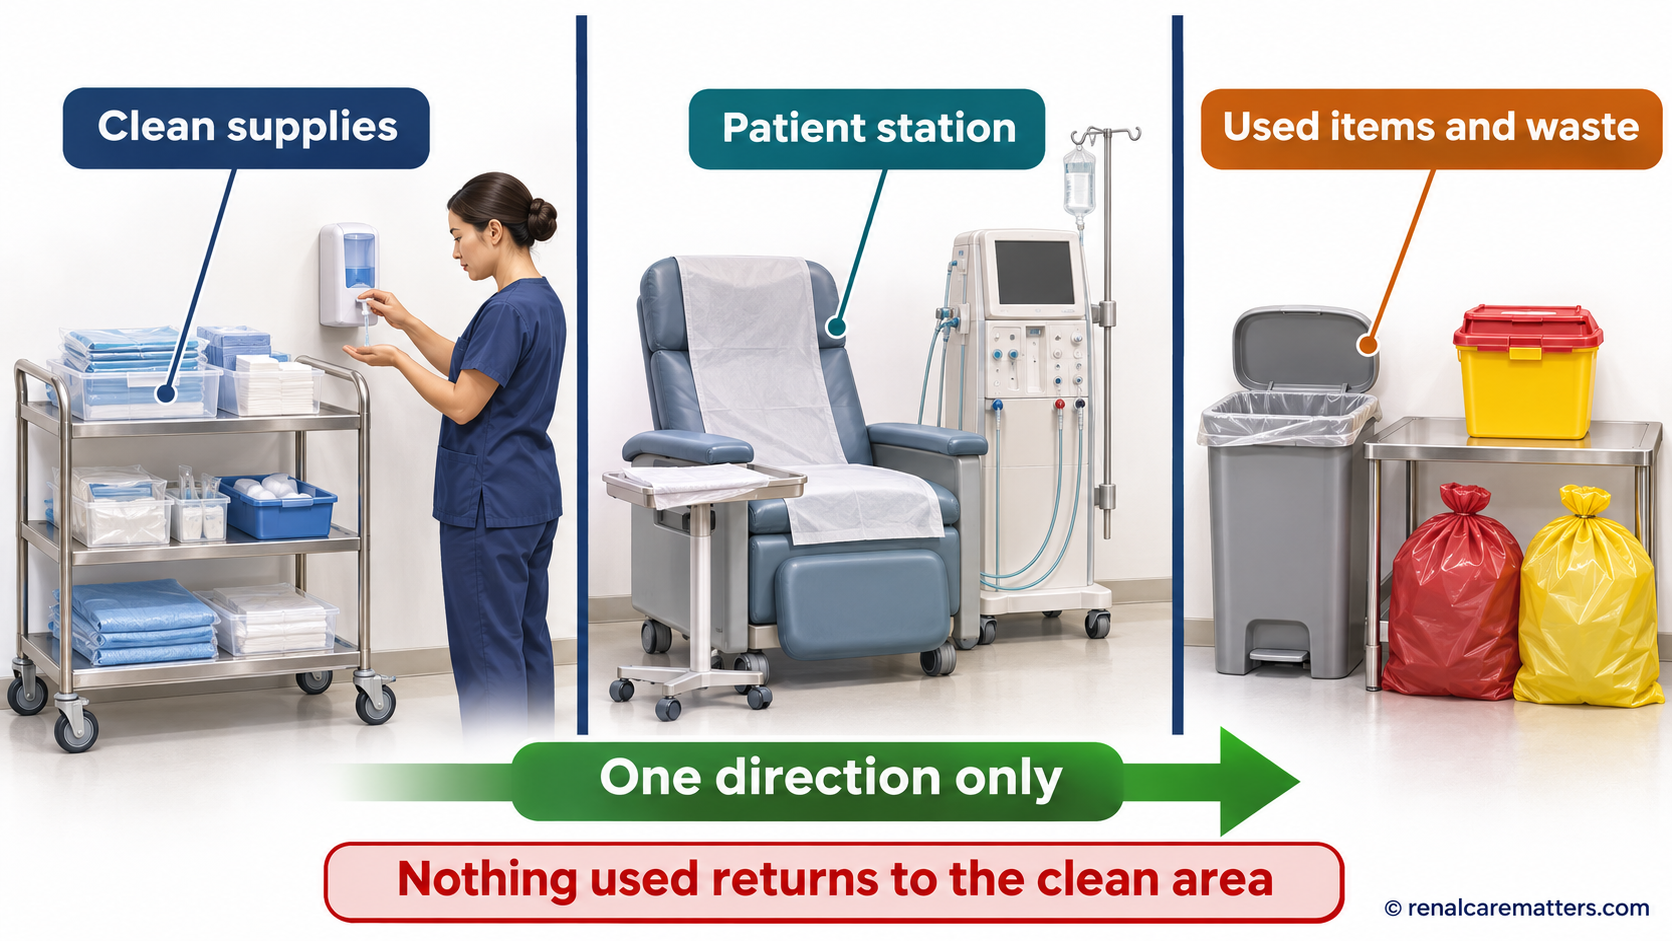 Clean supplies
Patient station
Used items and waste
One direction only
Nothing used returns to the clean area
© renalcarematters.com